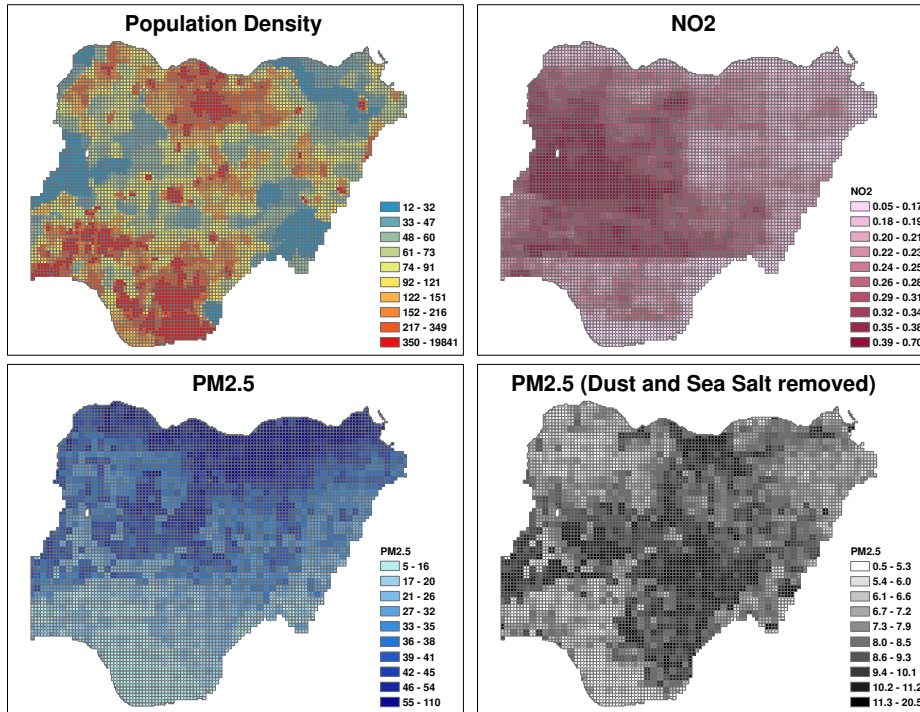 Population Density
12 - 32
33 - 47
48 - 60
61 - 73
74 - 91
92 - 121
122 - 151
152 - 216
217 - 349
350 - 19841
NO2
NO2
0.05 - 0.17
0.18 - 0.19
0.20 - 0.21
0.22 - 0.23
0.24 - 0.25
0.26 - 0.28
0.29 - 0.31
0.32 - 0.34
0.35 - 0.38
0.39 - 0.70
PM2.5
PM2.5
5 - 16
17 - 20
21 - 26
27 - 32
33 - 35
36 - 38
39 - 41
42 - 45
46 - 54
55 - 110
PM2.5 (Dust and Sea Salt removed)
PM2.5
0.5 - 5.3
5.4 - 6.0
6.1 - 6.6
6.7 - 7.2
7.3 - 7.9
8.0 - 8.5
8.6 - 9.3
9.4 - 10.1
10.2 - 11.2
11.3 - 20.5